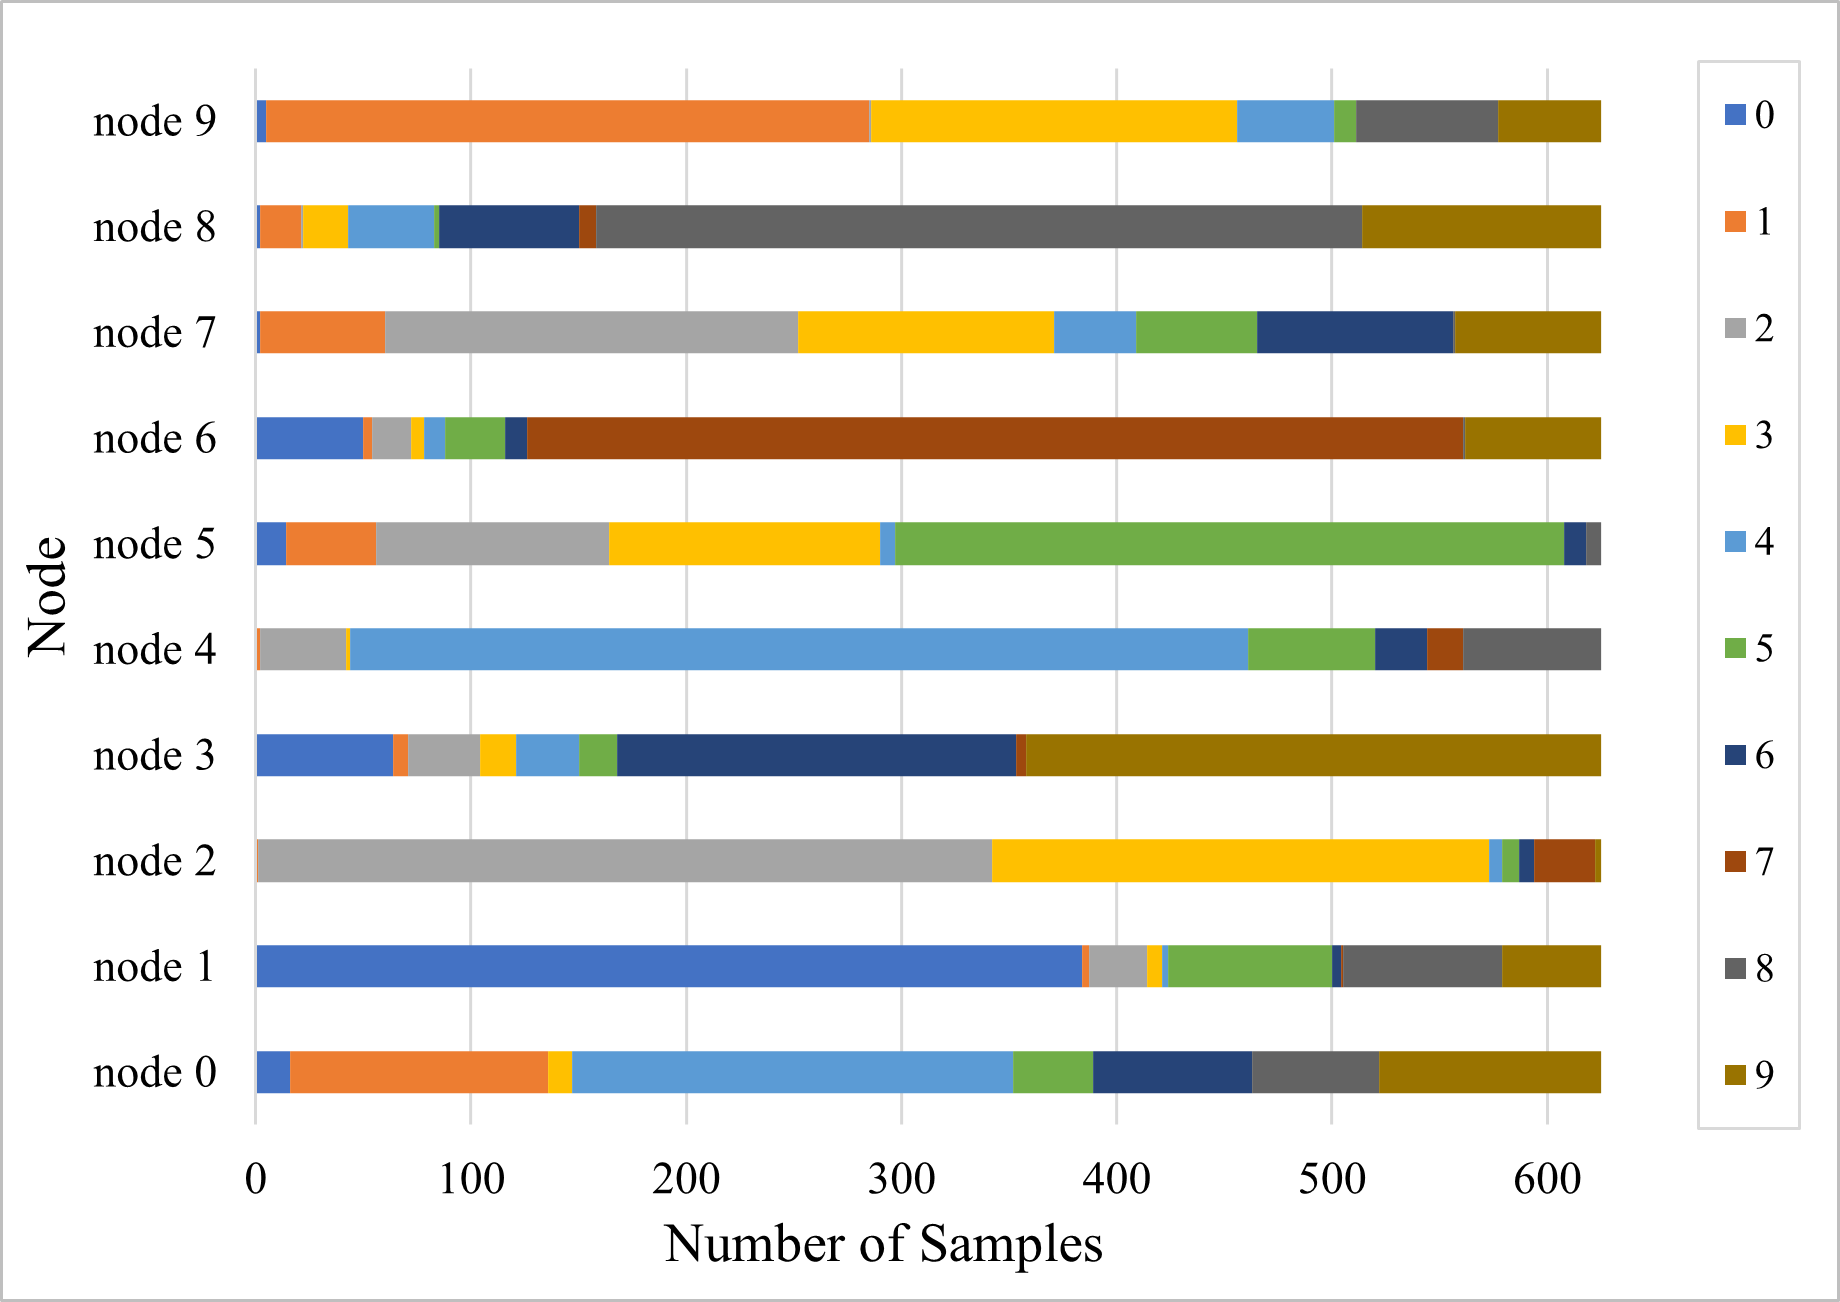 node 9
node 8
node 7
node 6
node 5
node 4
node 3
node 2
node 1
node 0
Node
0 100 200 300 400 500 600
Number of Samples
0
1
2
3
4
5
6
7
8
9